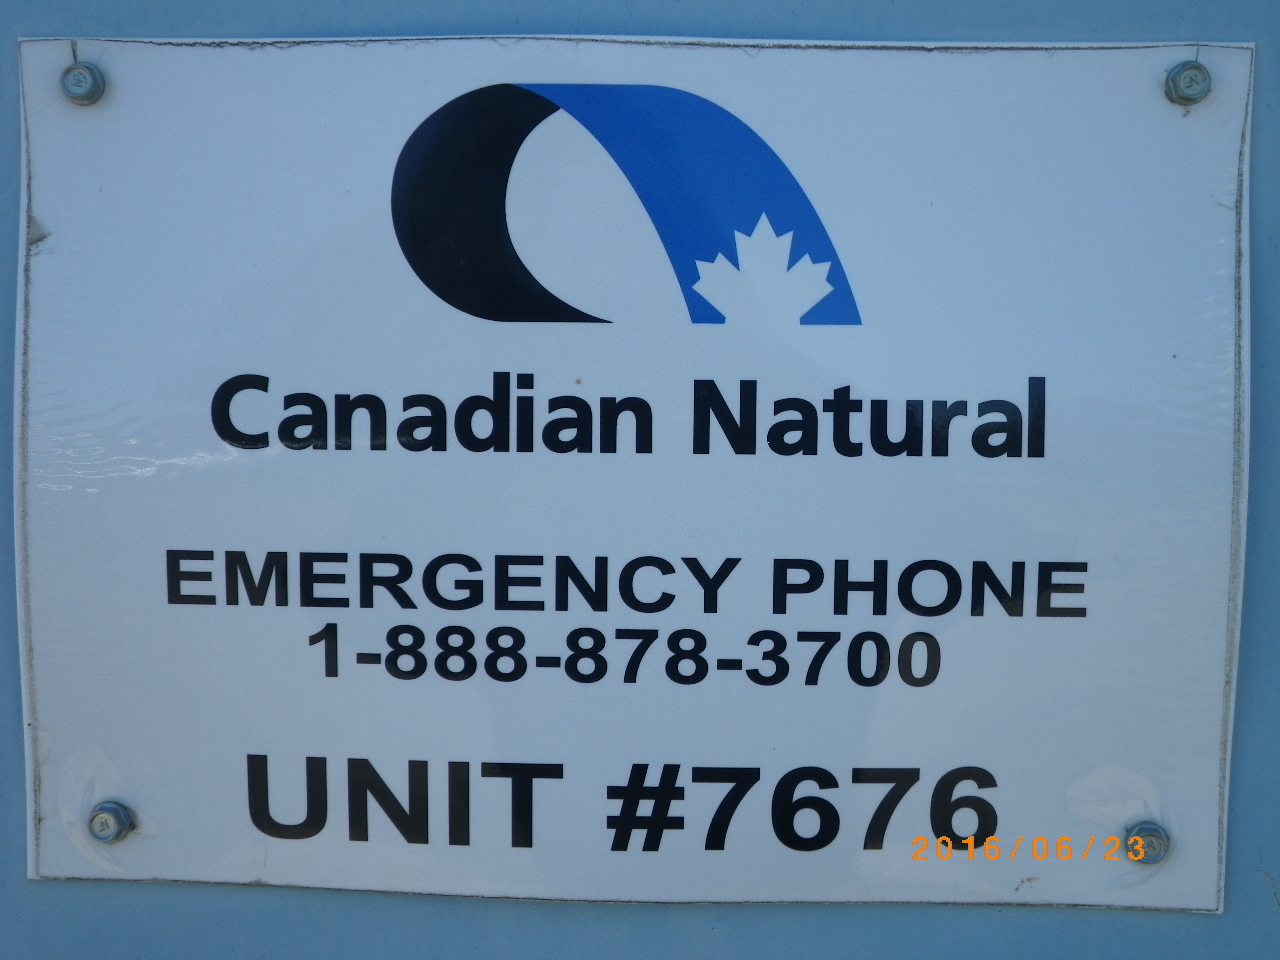 Canadian Natural
EMERGENCY PHONE
1-888-878-3700
UNIT #7676
2016/06/23